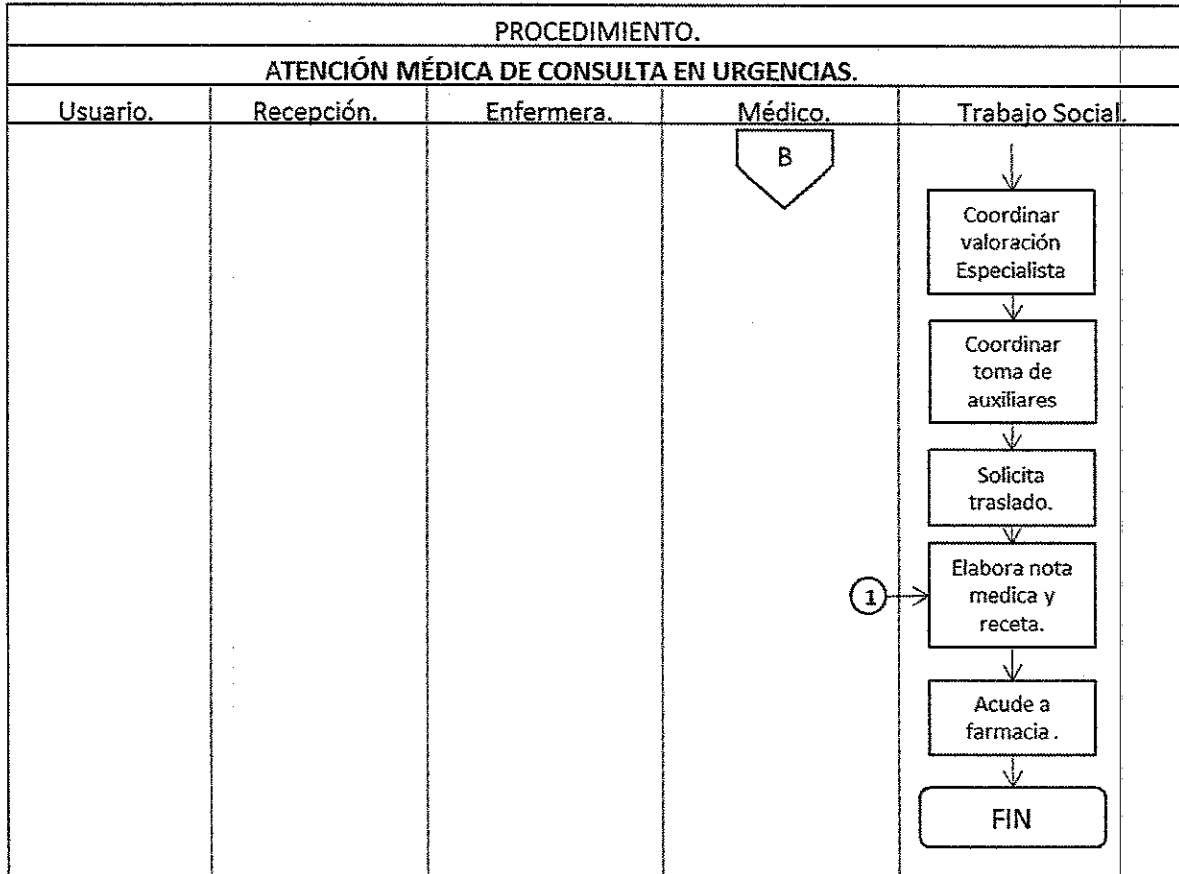 PROCEDIMIENTO.
ATENCIÓN MÉDICA DE CONSULTA EN URGENCIAS.
Usuario. Recepción. Enfermera. Médico. Trabajo Social.
B
Coordinar
valoración
Especialista
Coordinar
toma de
auxiliares
Solicita
traslado.
1
Elabora nota
medica y
receta.
Acude a
farmacia .
FIN